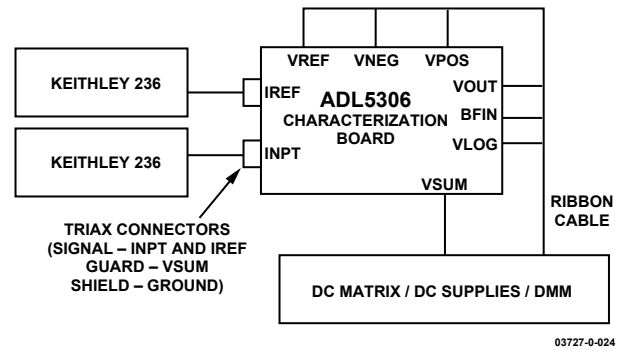 KEITHLEY 236
KEITHLEY 236
VREF VNEG VPOS
IREF
INPT
ADL5306
CHARACTERIZATION
BOARD
VOUT
BFIN
VLOG
VSUM
TRIAX CONNECTORS
(SIGNAL – INPT AND IREF
GUARD – VSUM
SHIELD – GROUND)
RIBBON
CABLE
DC MATRIX / DC SUPPLIES / DMM
03727-0-024